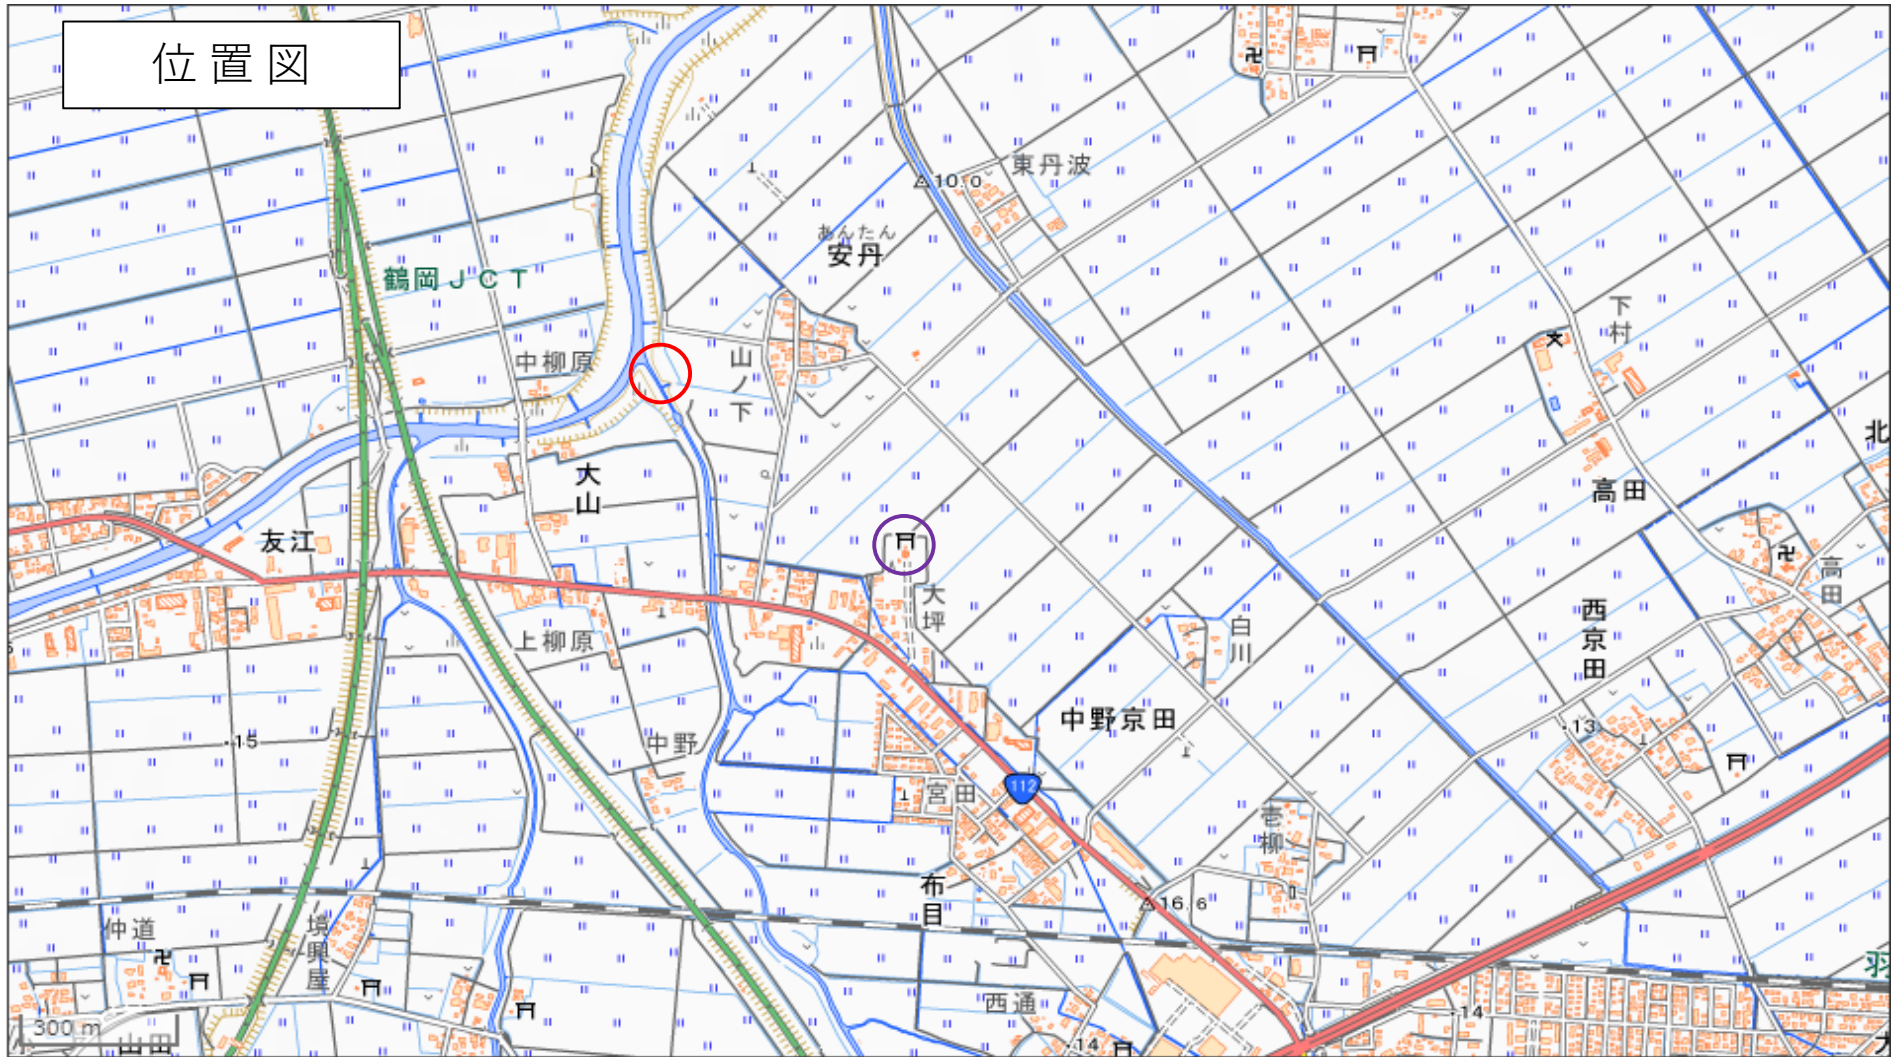 位置図
東丹波
10.0
あんたん
安丹
鶴岡JCT
下村
中柳原
山ノ下
北
大山
高田
友江
高田
大坪
西京田
白川
上柳原
中野京田
13
15
中野
112
宮田
壱柳
布目
16.6
仲道
境興屋
羽
西通
14
300 m
山田
14